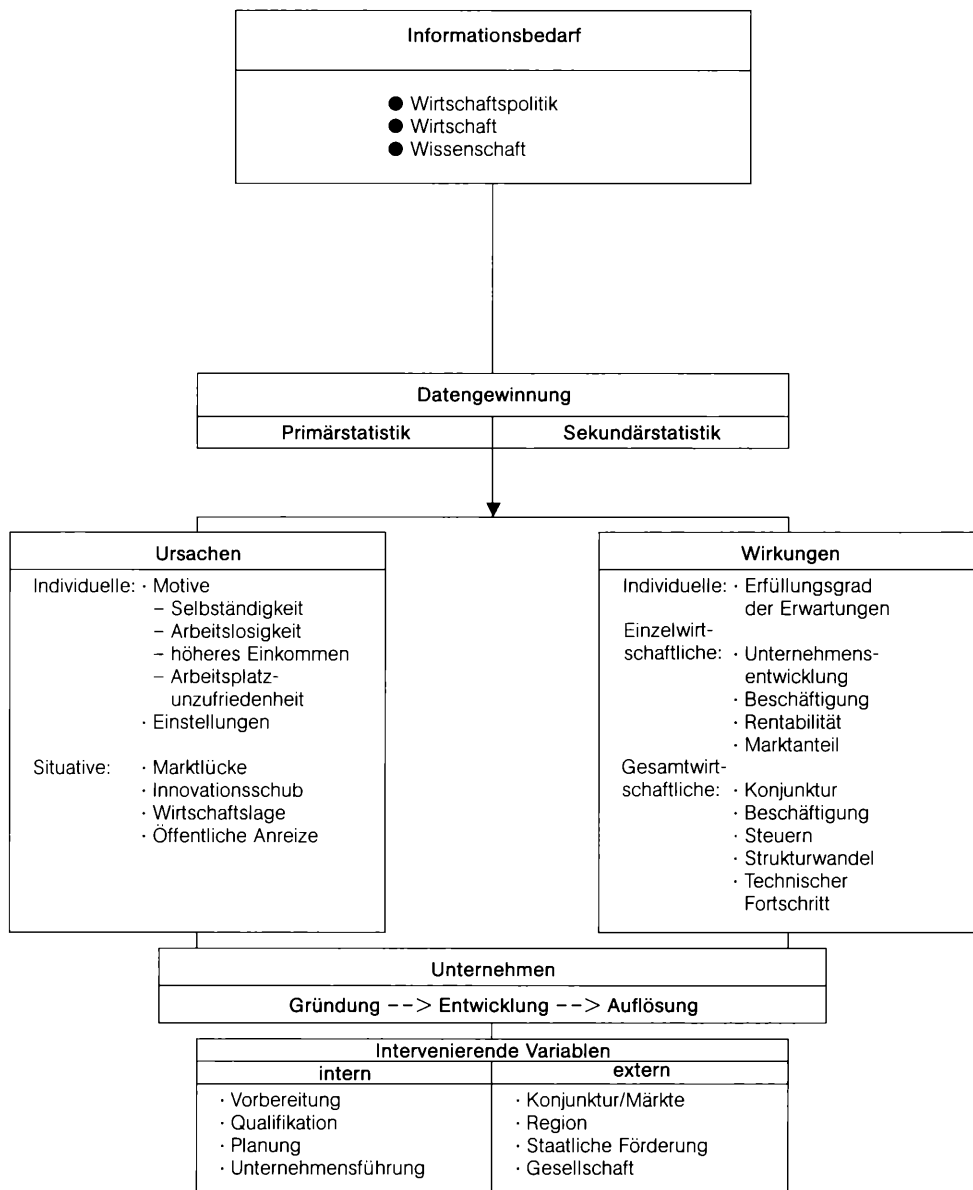 Informationsbedarf
● Wirtschaftspolitik
● Wirtschaft
● Wissenschaft
Datengewinnung
Primärstatistik
Sekundärstatistik
Ursachen
Individuelle: · Motive
– Selbständigkeit
– Arbeitslosigkeit
– höheres Einkommen
– Arbeitsplatz-
unzufriedenheit
· Einstellungen
Situative: · Marktlücke
· Innovationsschub
· Wirtschaftslage
· Öffentliche Anreize
Wirkungen
Individuelle: · Erfüllungsgrad
der Erwartungen
Einzelwirt-
schaftliche: · Unternehmens-
entwicklung
· Beschäftigung
· Rentabilität
· Marktanteil
Gesamtwirt-
schaftliche: · Konjunktur
· Beschäftigung
· Steuern
· Strukturwandel
· Technischer
Fortschritt
Unternehmen
Gründung --> Entwicklung --> Auflösung
Intervenierende Variablen
intern
· Vorbereitung
· Qualifikation
· Planung
· Unternehmensführung
extern
· Konjunktur/Märkte
· Region
· Staatliche Förderung
· Gesellschaft